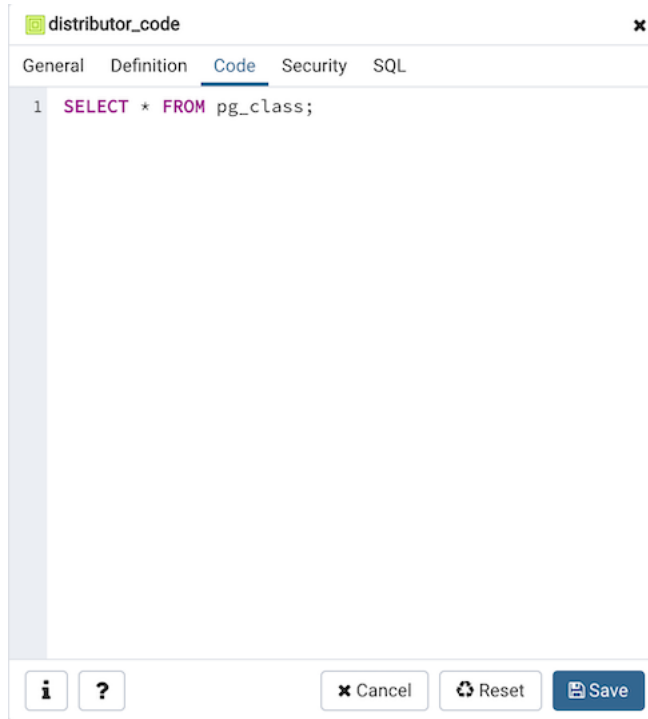 distributor_code
General Definition Code Security SQL
1 SELECT * FROM pg_class;
i ? Cancel Reset Save